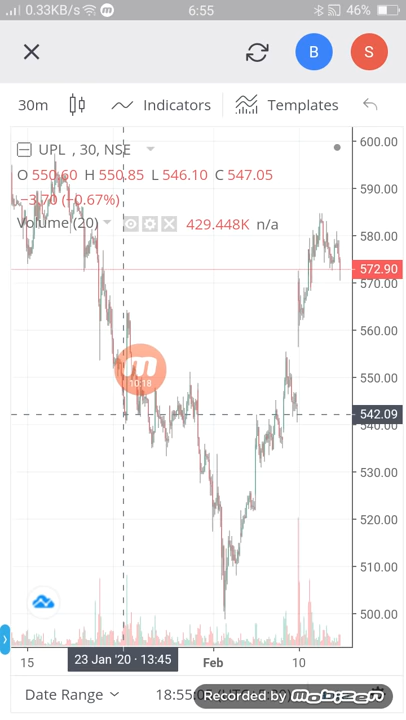 0.33KB/s 6:55 46%
B S
30m Indicators Templates
UPL , 30, NSE
O 550.60 H 550.85 L 546.10 C 547.05
−3.70 (−0.67%)
Volume (20) 429.448K n/a
600.00
590.00
580.00
572.90
570.00
560.00
550.00
542.09
540.00
530.00
520.00
510.00
500.00
10:18
15 23 Jan '20 · 13:45 Feb 10
Date Range 18:55:0
Recorded by mobizen